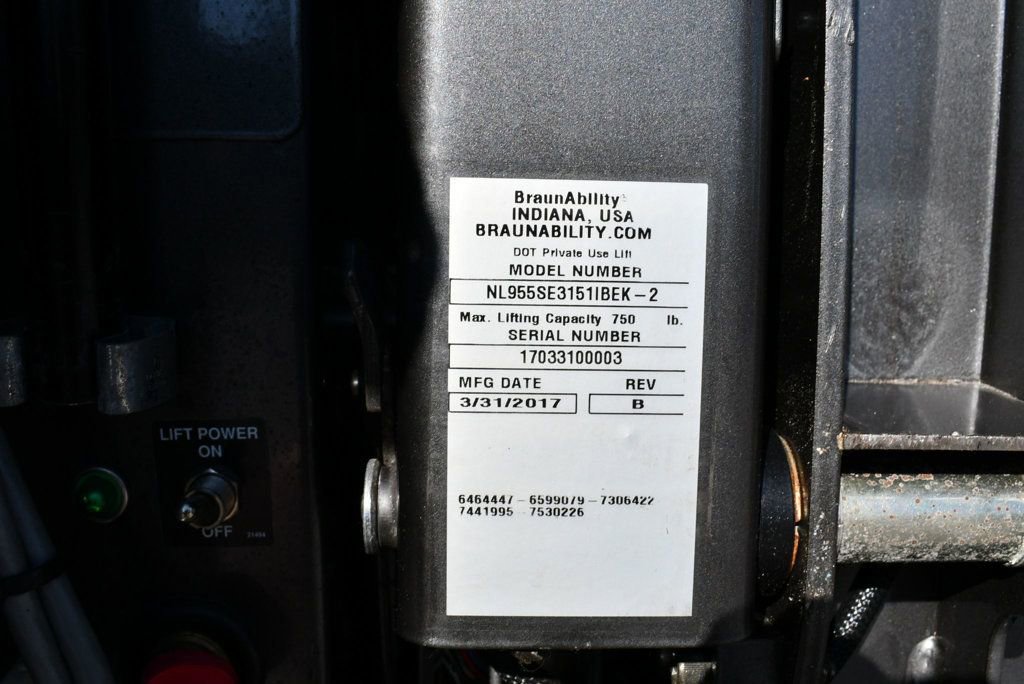 BraunAbility®
INDIANA, USA
BRAUNABILITY.COM
DOT Private Use Lift
MODEL NUMBER
NL955SE3151IBEK-2
Max. Lifting Capacity 750 lb.
SERIAL NUMBER
17033100003
MFG DATE REV
3/31/2017 B
6464447 - 6599079 - 7306422
7441995 7530226
LIFT POWER
ON
OFF